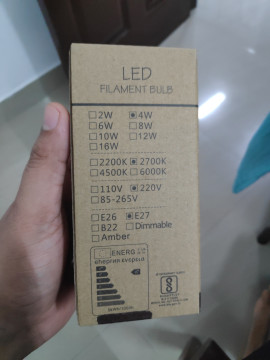 LED
FILAMENT BULB
2W 4W
6W 8W
10W 12W
16W
2200K 2700K
4500K 6000K
110V 220V
85-265V
E26 E27
B22 Dimmable
Amber
ENERG